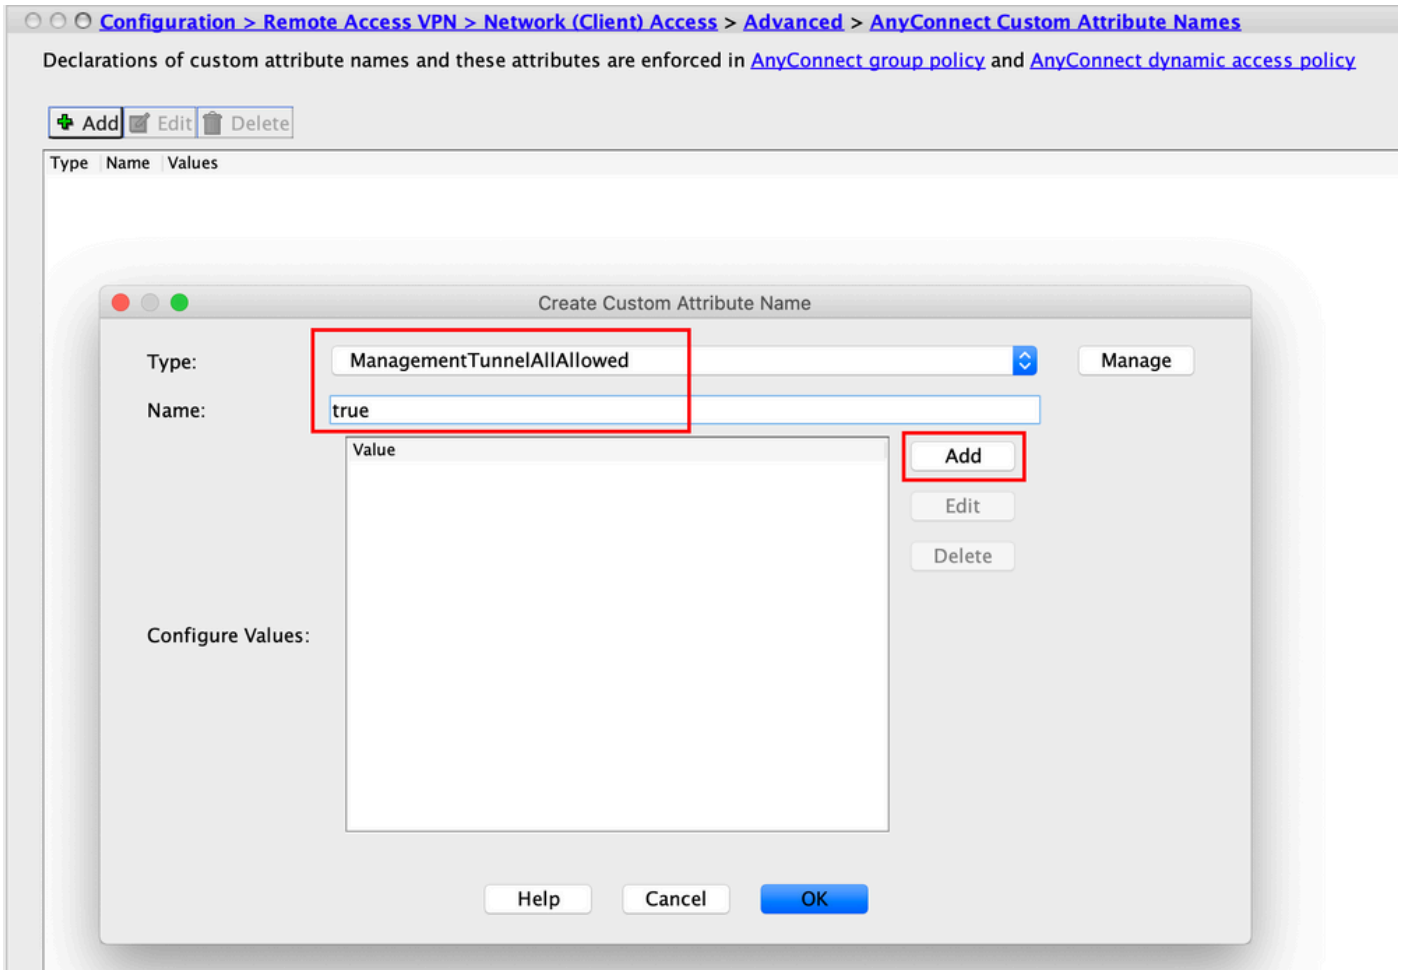 Configuration > Remote Access VPN > Network (Client) Access > Advanced > AnyConnect Custom Attribute Names
Declarations of custom attribute names and these attributes are enforced in AnyConnect group policy and AnyConnect dynamic access policy
Add Edit Delete
Type Name Values
Create Custom Attribute Name
Type: ManagementTunnelAllAllowed Manage
Name: true
Value
Add
Edit
Delete
Configure Values:
Help Cancel OK